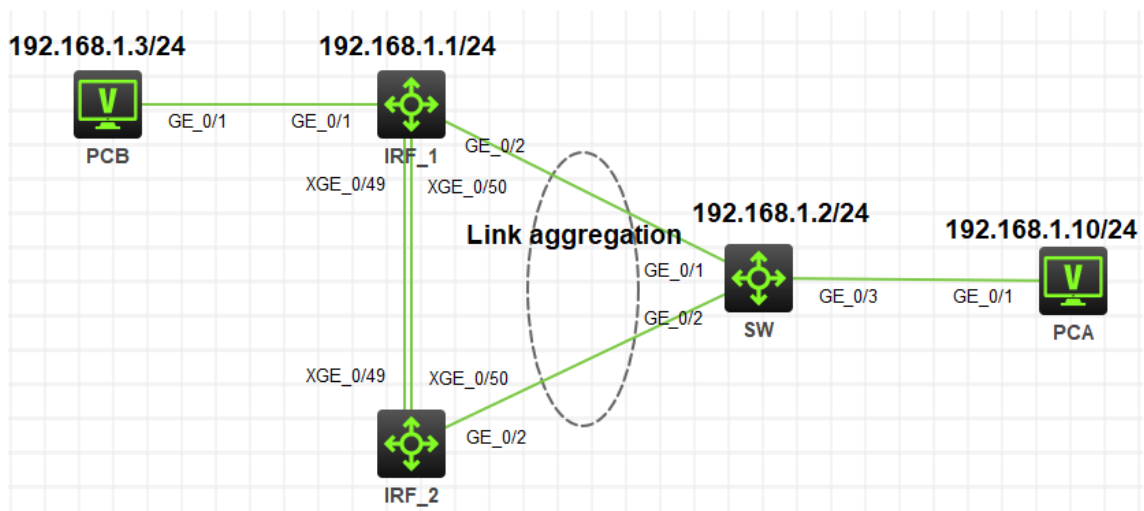 192.168.1.3/24
192.168.1.1/24
V
GE_0/1
GE_0/1
PCB
IRF_1
GE_0/2
XGE_0/49
XGE_0/50
Link aggregation
192.168.1.2/24
192.168.1.10/24
GE_0/1
GE_0/2
SW
GE_0/3
GE_0/1
V
PCA
XGE_0/49
XGE_0/50
GE_0/2
IRF_2